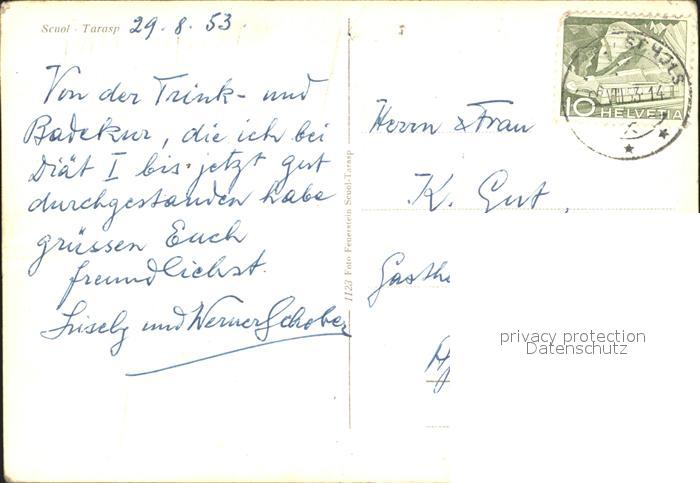 Scuol - Tarasp 29.8.53.
Von der Trink- und
Badekur, die ich bei
Diät I bis jetzt gut
durchgestanden habe
grüssen Euch
freundlichst.
und Werner Schober
1123 Foto Feuerstein Scuol-Tarasp
10 HELVETIA
Herrn & Frau
K. Gut,
Gasth
privacy protection
Datenschutz